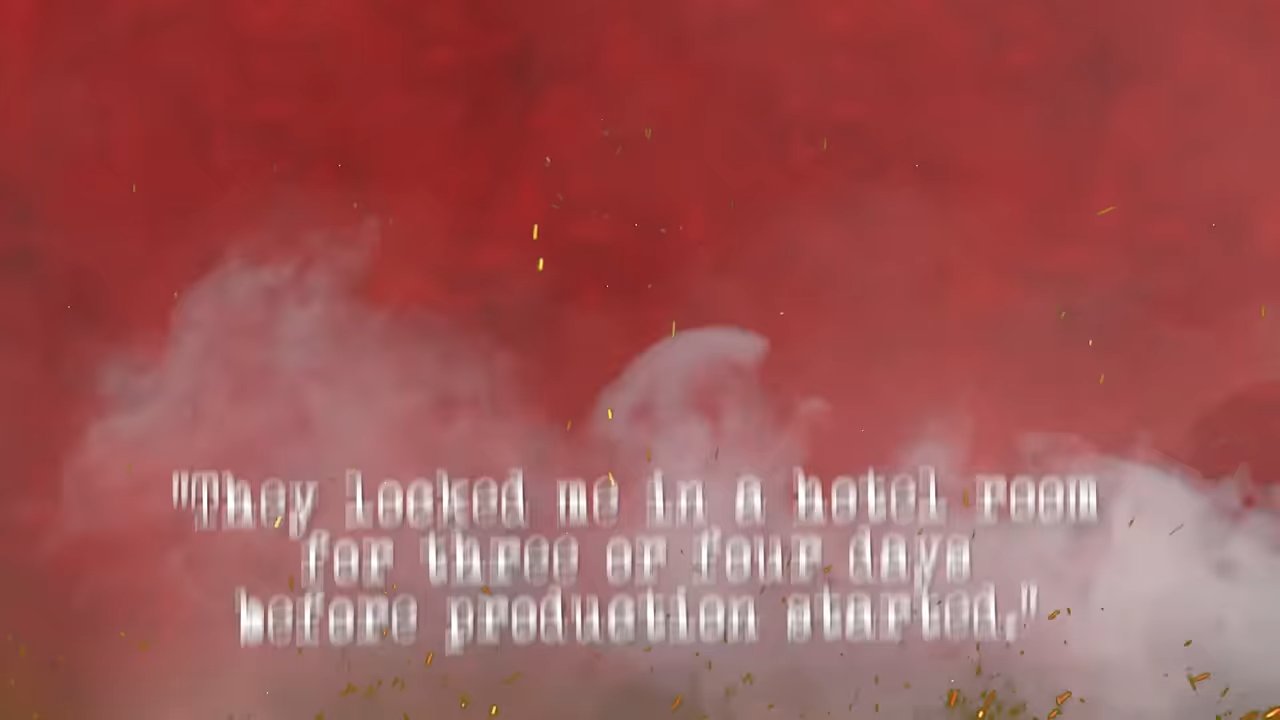 "They locked me in a hotel room
for three or four days
before production started,"